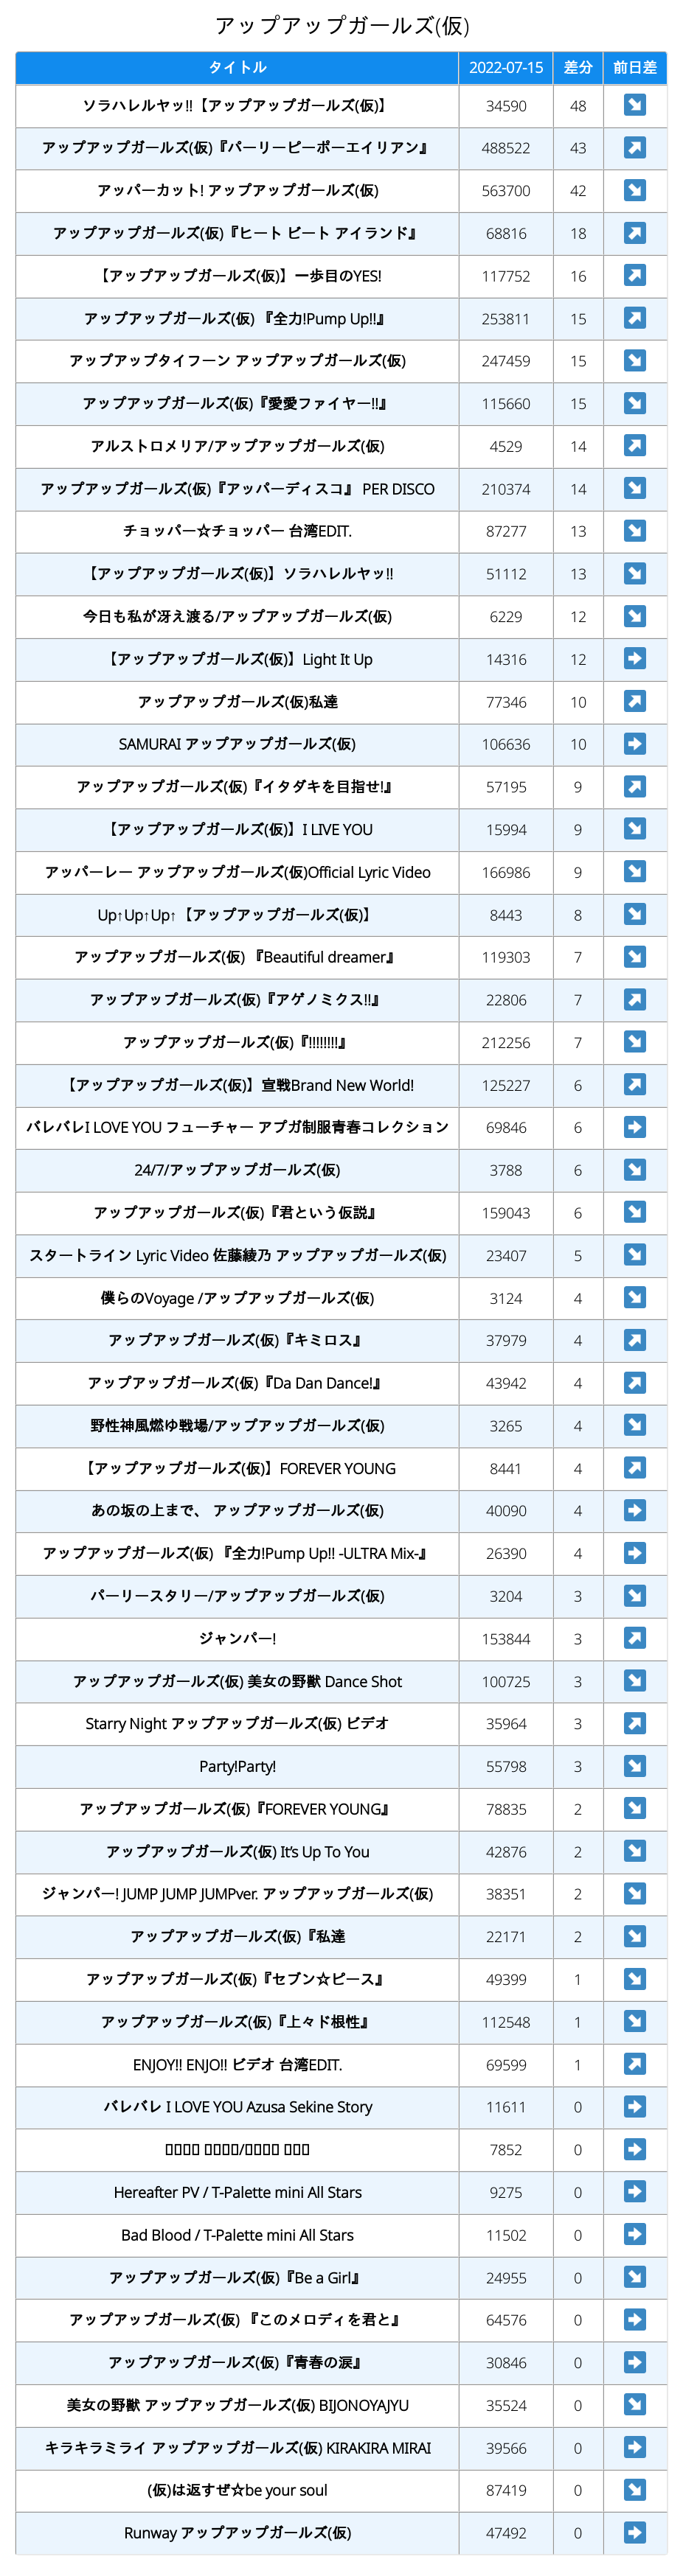 アップアップガールズ(仮)
タイトル 2022-07-15 差分 前日差
ソラハレルヤッ!!【アップアップガールズ(仮)】 34590 48 ↘
アップアップガールズ(仮)『パーリーピーポーエイリアン』 488522 43 ↗
アッパーカット! アップアップガールズ(仮) 563700 42 ↘
アップアップガールズ(仮)『ヒート ビート アイランド』 68816 18 ↗
【アップアップガールズ(仮)】一歩目のYES! 117752 16 ↗
アップアップガールズ(仮) 『全力!Pump Up!!』 253811 15 ↗
アップアップタイフーン アップアップガールズ(仮) 247459 15 ↘
アップアップガールズ(仮)『愛愛ファイヤー!!』 115660 15 ↘
アルストロメリア/アップアップガールズ(仮) 4529 14 ↗
アップアップガールズ(仮)『アッパーディスコ』 PER DISCO 210374 14 ↘
チョッパー☆チョッパー 台湾EDIT. 87277 13 ↘
【アップアップガールズ(仮)】ソラハレルヤッ!! 51112 13 ↘
今日も私が冴え渡る/アップアップガールズ(仮) 6229 12 ↘
【アップアップガールズ(仮)】Light It Up 14316 12 ➡
アップアップガールズ(仮)私達 77346 10 ↗
SAMURAI アップアップガールズ(仮) 106636 10 ➡
アップアップガールズ(仮)『イタダキを目指せ!』 57195 9 ↗
【アップアップガールズ(仮)】I LIVE YOU 15994 9 ↘
アッパーレー アップアップガールズ(仮)Official Lyric Video 166986 9 ↘
Up↑Up↑Up↑【アップアップガールズ(仮)】 8443 8 ↘
アップアップガールズ(仮) 『Beautiful dreamer』 119303 7 ↘
アップアップガールズ(仮)『アゲノミクス!!』 22806 7 ↗
アップアップガールズ(仮)『!!!!!!!!』 212256 7 ↘
【アップアップガールズ(仮)】宣戦Brand New World! 125227 6 ↗
バレバレI LOVE YOU フューチャー アプガ制服青春コレクション 69846 6 ➡
24/7/アップアップガールズ(仮) 3788 6 ↘
アップアップガールズ(仮)『君という仮説』 159043 6 ↘
スタートライン Lyric Video 佐藤綾乃 アップアップガールズ(仮) 23407 5 ↘
僕らのVoyage /アップアップガールズ(仮) 3124 4 ↘
アップアップガールズ(仮)『キミロス』 37979 4 ↗
アップアップガールズ(仮)『Da Dan Dance!』 43942 4 ↗
野性神風燃ゆ戦場/アップアップガールズ(仮) 3265 4 ↘
【アップアップガールズ(仮)】FOREVER YOUNG 8441 4 ↗
あの坂の上まで、 アップアップガールズ(仮) 40090 4 ➡
アップアップガールズ(仮) 『全力!Pump Up!! -ULTRA Mix-』 26390 4 ➡
パーリースタリー/アップアップガールズ(仮) 3204 3 ↘
ジャンパー! 153844 3 ↗
アップアップガールズ(仮) 美女の野獣 Dance Shot 100725 3 ↘
Starry Night アップアップガールズ(仮) ビデオ 35964 3 ↗
Party!Party! 55798 3 ↘
アップアップガールズ(仮)『FOREVER YOUNG』 78835 2 ↘
アップアップガールズ(仮) It's Up To You 42876 2 ↘
ジャンパー! JUMP JUMP JUMPver. アップアップガールズ(仮) 38351 2 ↘
アップアップガールズ(仮)『私達 22171 2 ↘
アップアップガールズ(仮)『セブン☆ピース』 49399 1 ↘
アップアップガールズ(仮)『上々ド根性』 112548 1 ↘
ENJOY!! ENJO!! ビデオ 台湾EDIT. 69599 1 ↗
バレバレ I LOVE YOU Azusa Sekine Story 11611 0 ➡
7852 0 ➡
Hereafter PV / T-Palette mini All Stars 9275 0 ➡
Bad Blood / T-Palette mini All Stars 11502 0 ➡
アップアップガールズ(仮)『Be a Girl』 24955 0 ↘
アップアップガールズ(仮) 『このメロディを君と』 64576 0 ➡
アップアップガールズ(仮)『青春の涙』 30846 0 ➡
美女の野獣 アップアップガールズ(仮) BIJONOYAJYU 35524 0 ↘
キラキラミライ アップアップガールズ(仮) KIRAKIRA MIRAI 39566 0 ➡
(仮)は返すぜ☆be your soul 87419 0 ↘
Runway アップアップガールズ(仮) 47492 0 ➡